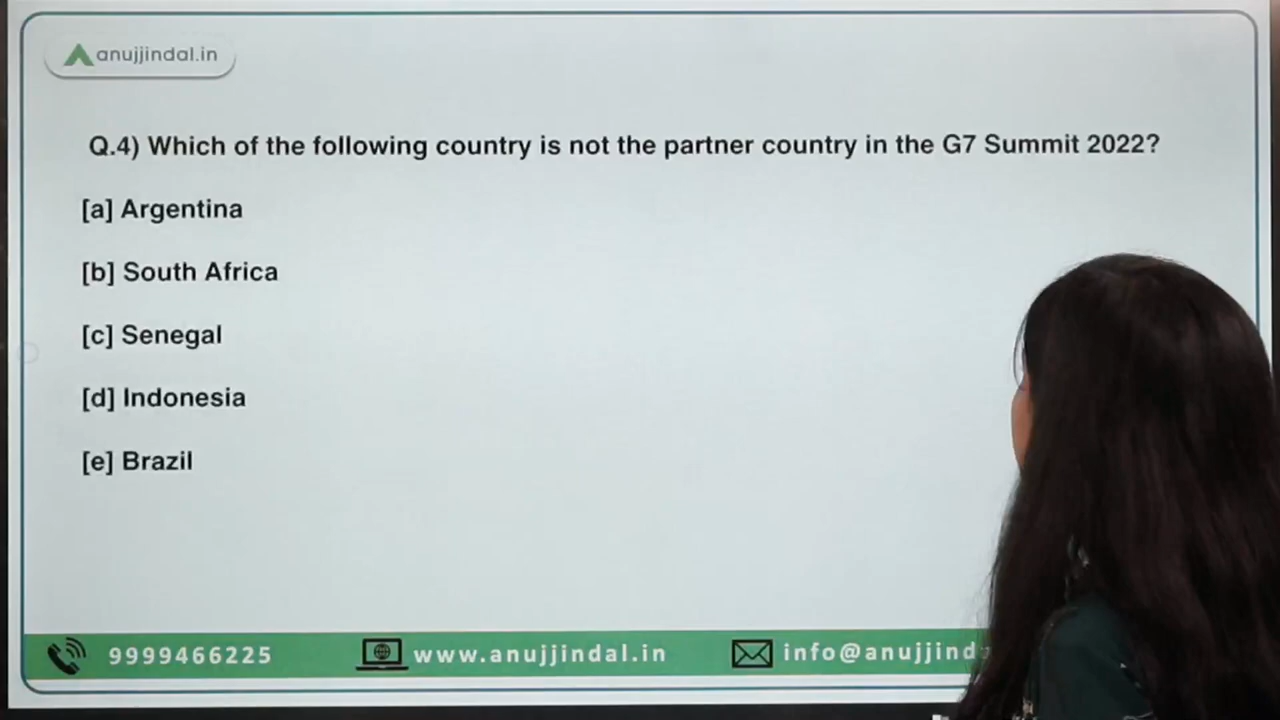 anujjindal.in
Q.4) Which of the following country is not the partner country in the G7 Summit 2022?
[a] Argentina
[b] South Africa
[c] Senegal
[d] Indonesia
[e] Brazil
9999466225 www.anujjindal.in info@anujjind